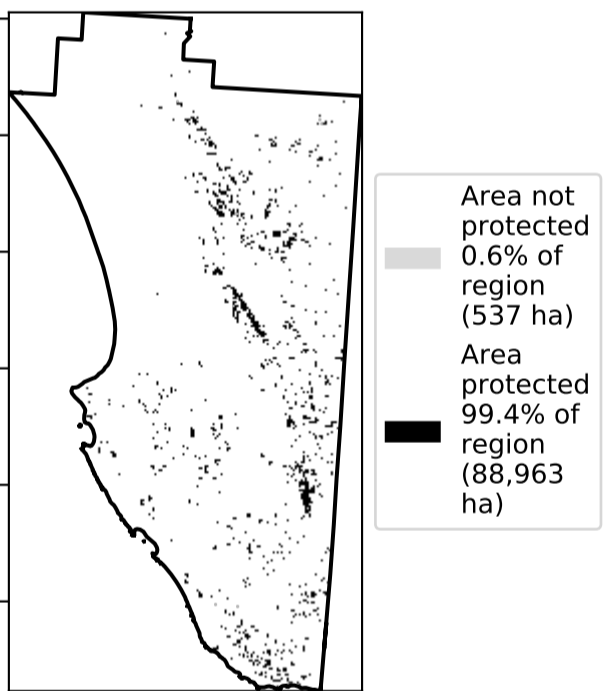 Area not
protected
0.6% of
region
(537 ha)
Area
protected
99.4% of
region
(88,963
ha)